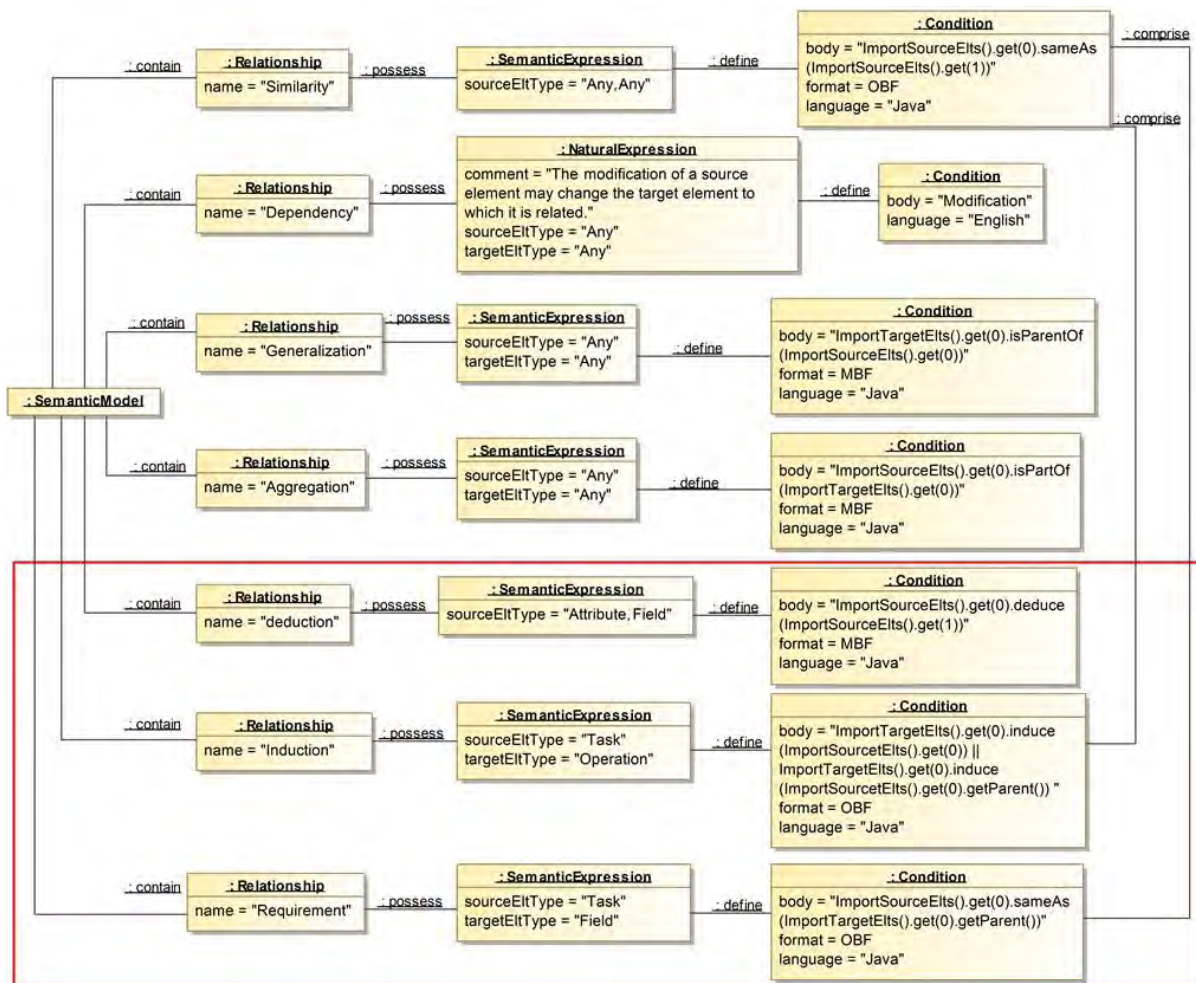 : Condition
: comprise
body = "ImportSourceElts().get(0).sameAs
(ImportSourceElts().get(1))"
format = OBF
language = "Java"
: contain
: Relationship
name = "Similarity"
: possess
: SemanticExpression
sourceEltType = "Any,Any"
: define
: comprise
: contain
: Relationship
name = "Dependency"
: possess
: NaturalExpression
comment = "The modification of a source
element may change the target element to
which it is related."
sourceEltType = "Any"
targetEltType = "Any"
: define
: Condition
body = "Modification"
language = "English"
: contain
: Relationship
name = "Generalization"
: possess
: SemanticExpression
sourceEltType = "Any"
targetEltType = "Any"
: define
: Condition
body = "ImportTargetElts().get(0).isParentOf
(ImportSourceElts().get(0))"
format = MBF
language = "Java"
: SemanticModel
: contain
: Relationship
name = "Aggregation"
: possess
: SemanticExpression
sourceEltType = "Any"
targetEltType = "Any"
: define
: Condition
body = "ImportSourceElts().get(0).isPartOf
(ImportTargetElts().get(0))"
format = MBF
language = "Java"
: contain
: Relationship
name = "deduction"
: possess
: SemanticExpression
sourceEltType = "Attribute,Field"
: define
: Condition
body = "ImportSourceElts().get(0).deduce
(ImportSourceElts().get(1))"
format = MBF
language = "Java"
: contain
: Relationship
name = "Induction"
: possess
: SemanticExpression
sourceEltType = "Task"
targetEltType = "Operation"
: define
: Condition
body = "ImportTargetElts().get(0).induce
(ImportSourceElts().get(0)) ||
ImportTargetElts().get(0).induce
(ImportSourcetElts().get(0).getParent()) "
format = OBF
language = "Java"
: contain
: Relationship
name = "Requirement"
: possess
: SemanticExpression
sourceEltType = "Task"
targetEltType = "Field"
: define
: Condition
body = "ImportSourceElts().get(0).sameAs
(ImportTargetElts().get(0).getParent())"
format = OBF
language = "Java"